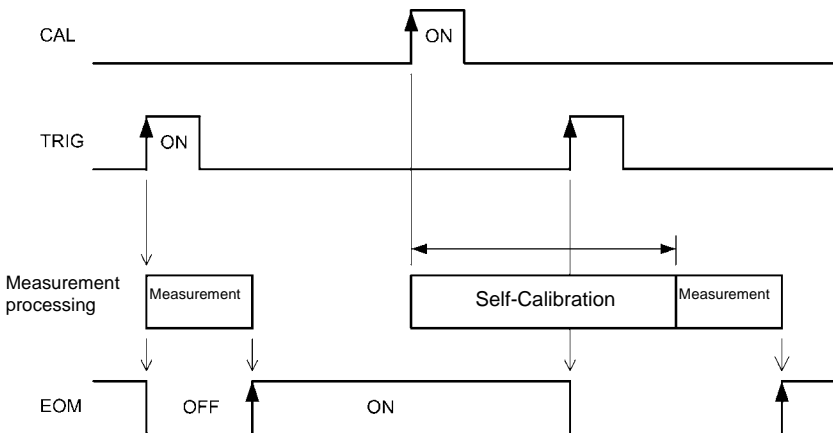 CAL
ON
TRIG
ON
Measurement
processing
Measurement
Self-Calibration
Measurement
EOM
OFF
ON